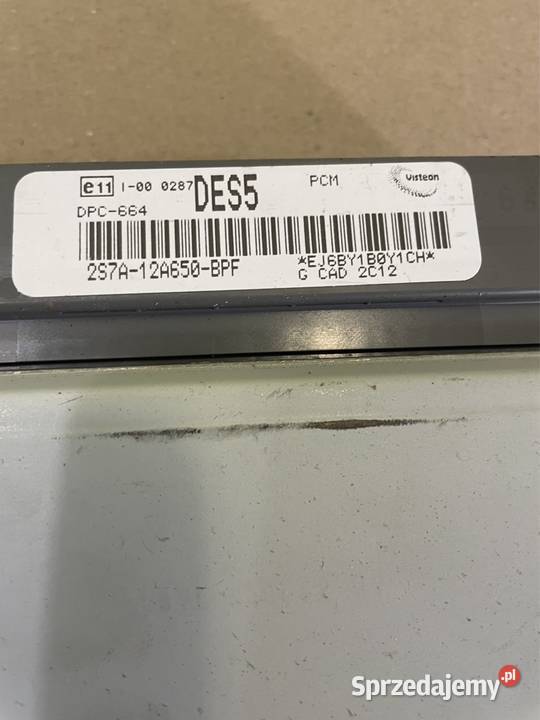 e11 I-00 0287 DES5 PCM Visteon
DPC-664
2S7A-12A650-BPF *EJ6BY1B0Y1CH*
G CAD 2C12
Sprzedajemy.pl